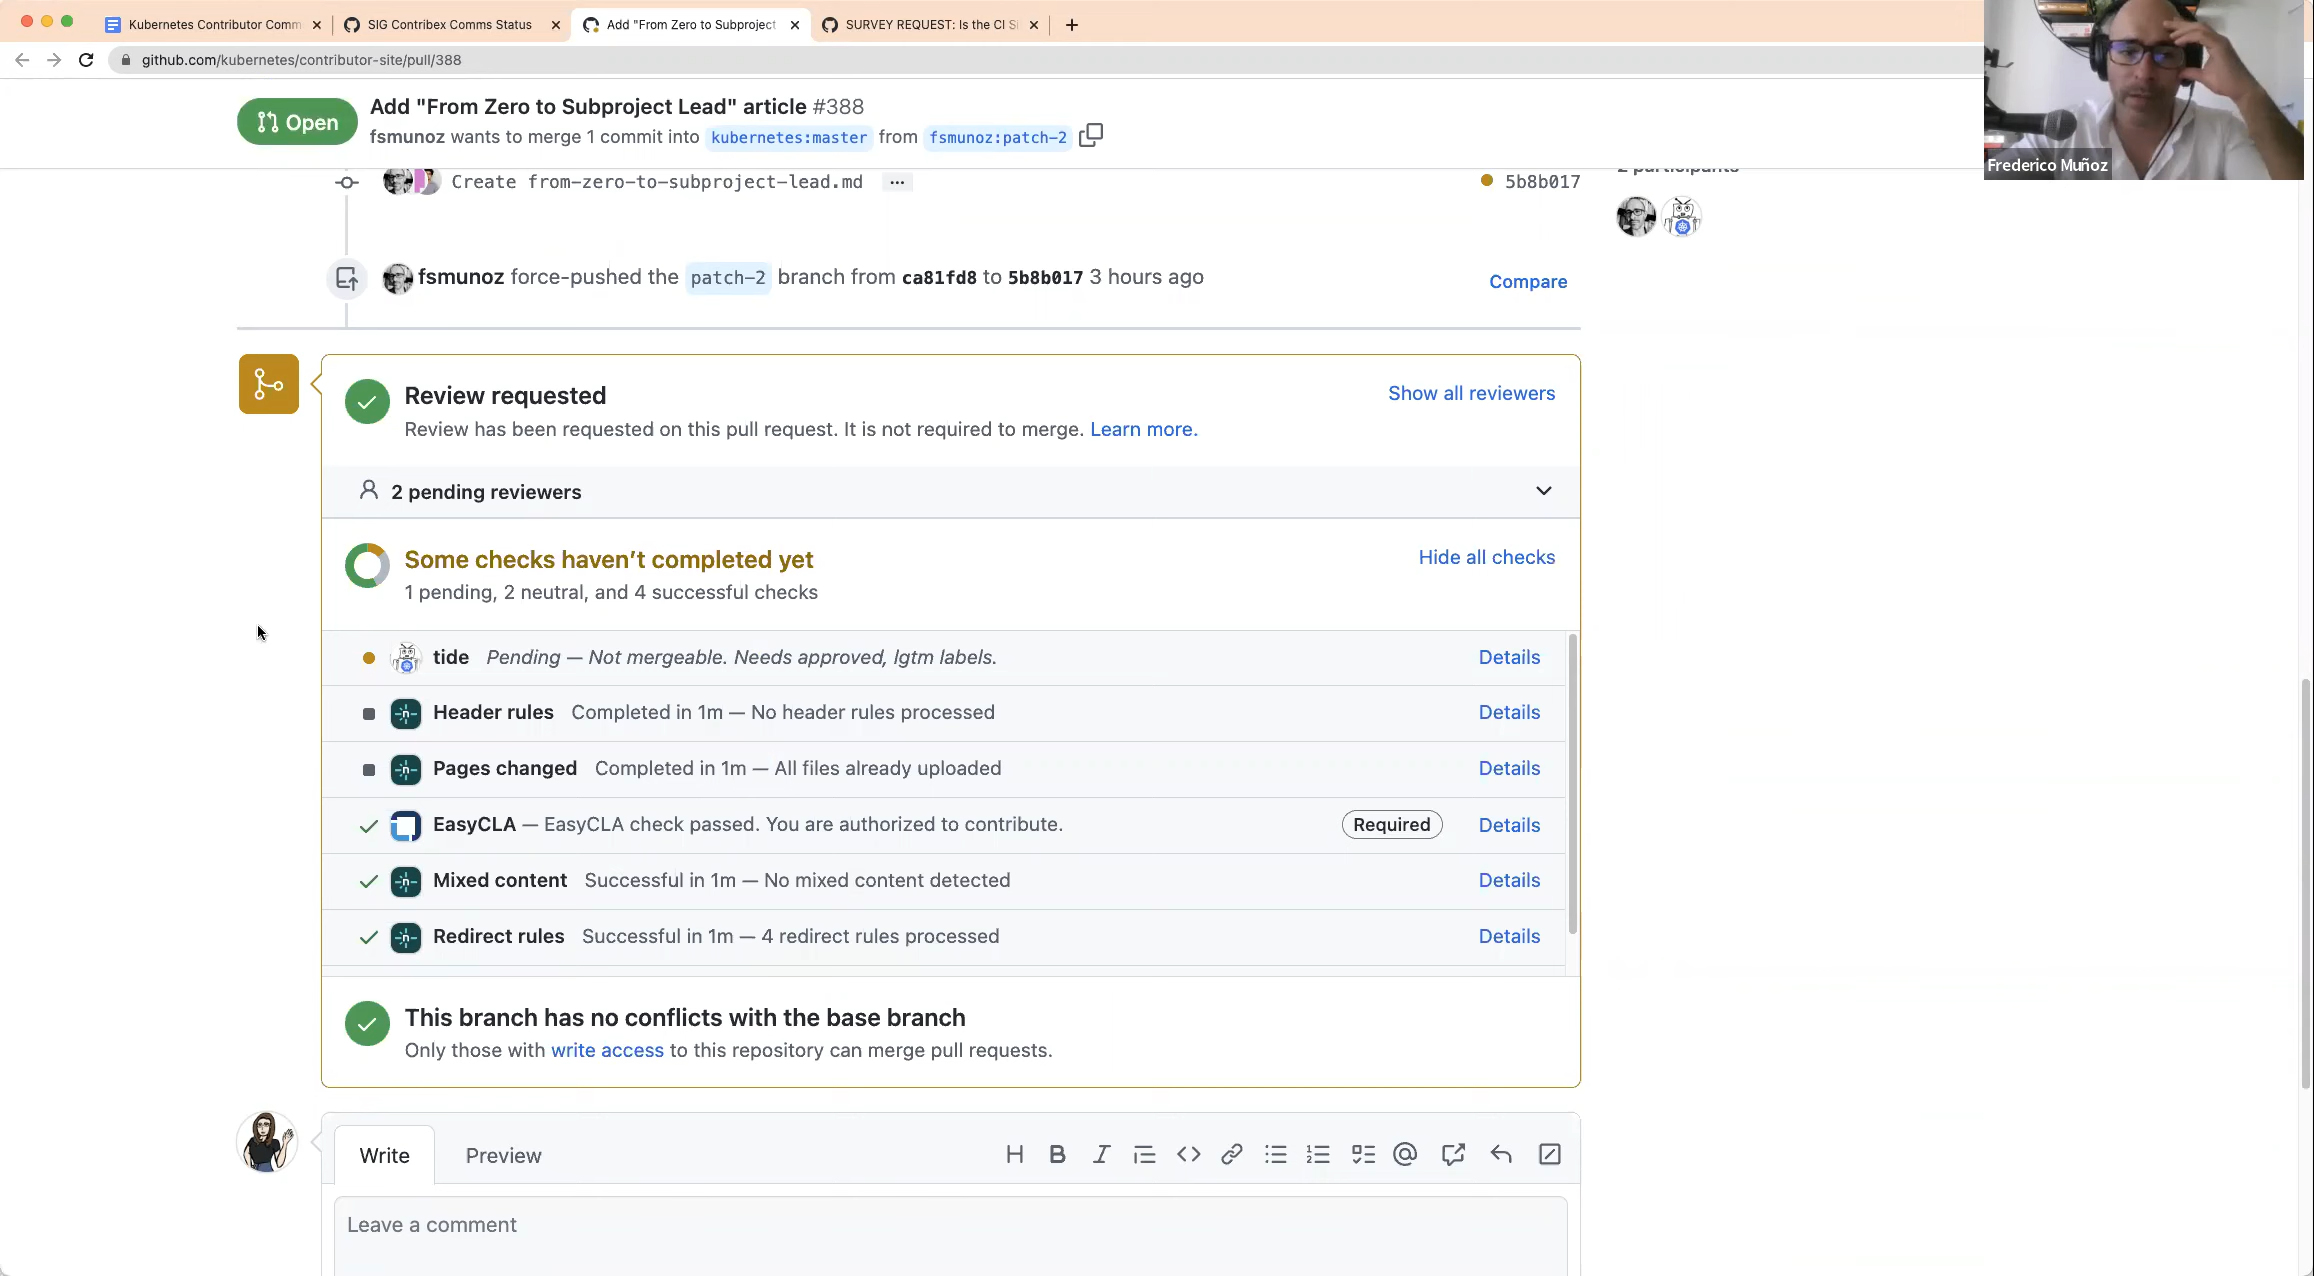 Kubernetes Contributor Comm
SIG Contribex Comms Status
Add "From Zero to Subproject
SURVEY REQUEST: Is the CI S
github.com/kubernetes/contributor-site/pull/388
Open
Add "From Zero to Subproject Lead" article #388
fsmunoz wants to merge 1 commit into kubernetes:master from fsmunoz:patch-2
Frederico Muñoz
2 participants
Create from-zero-to-subproject-lead.md ... 5b8b017
fsmunoz force-pushed the patch-2 branch from ca81fd8 to 5b8b017 3 hours ago
Compare
Review requested
Show all reviewers
Review has been requested on this pull request. It is not required to merge. Learn more.
2 pending reviewers
Some checks haven't completed yet
Hide all checks
1 pending, 2 neutral, and 4 successful checks
tide Pending — Not mergeable. Needs approved, lgtm labels. Details
Header rules Completed in 1m — No header rules processed Details
Pages changed Completed in 1m — All files already uploaded Details
EasyCLA — EasyCLA check passed. You are authorized to contribute. Required Details
Mixed content Successful in 1m — No mixed content detected Details
Redirect rules Successful in 1m — 4 redirect rules processed Details
This branch has no conflicts with the base branch
Only those with write access to this repository can merge pull requests.
Write Preview
Leave a comment